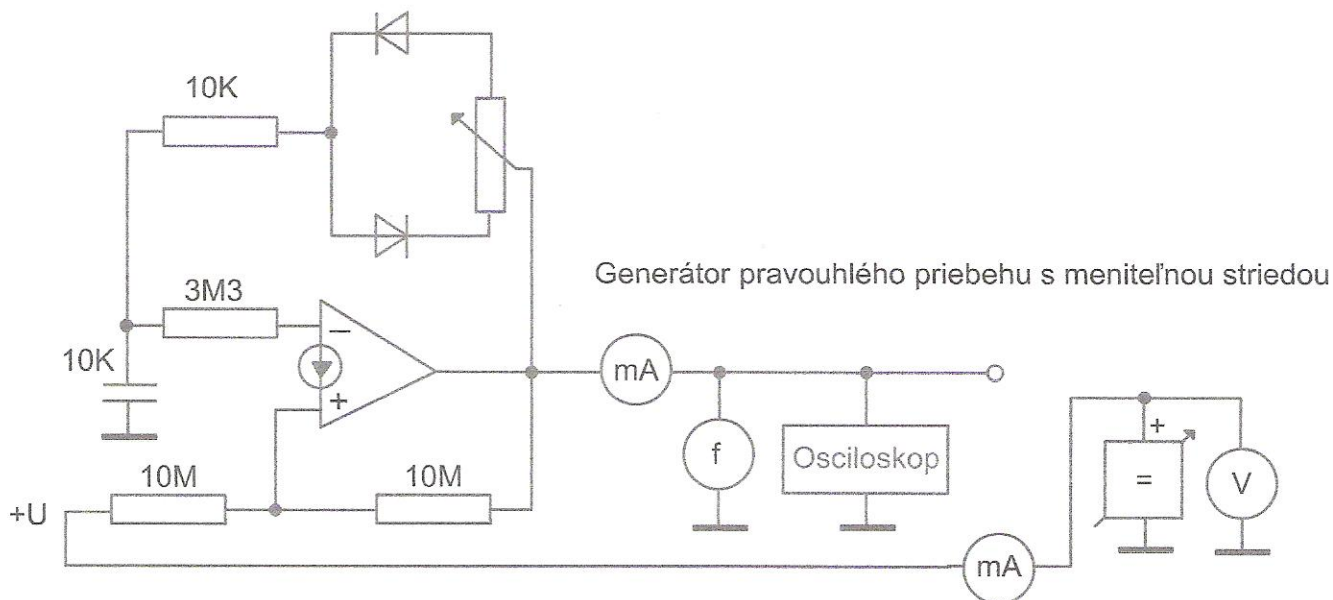 10K
Generátor pravouhlého priebehu s meniteľnou striedou
3M3
10K
–
+
mA
f
Osciloskop
+
=
V
10M
10M
+U
mA